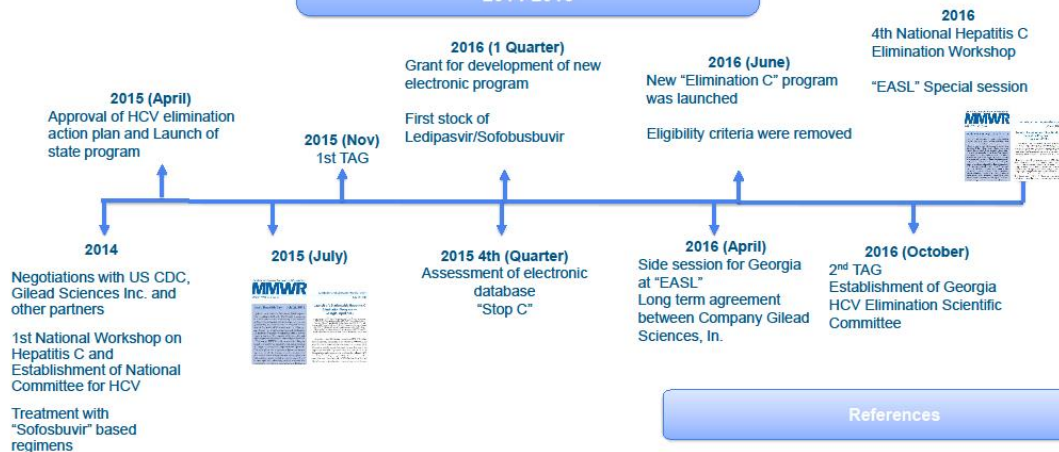 2015 (April)
Approval of HCV elimination
action plan and Launch of
state program
2015 (Nov)
1st TAG
2016 (1 Quarter)
Grant for development of new
electronic program
First stock of
Ledipasvir/Sofobusbuvir
2016 (June)
New "Elimination C" program
was launched
Eligibility criteria were removed
2016
4th National Hepatitis C
Elimination Workshop
"EASL" Special session
MMWR
2014
Negotiations with US CDC,
Gilead Sciences Inc. and
other partners
1st National Workshop on
Hepatitis C and
Establishment of National
Committee for HCV
Treatment with
"Sofosbuvir" based
regimens
2015 (July)
MMWR
2015 4th (Quarter)
Assessment of electronic
database
"Stop C"
2016 (April)
Side session for Georgia
at "EASL"
Long term agreement
between Company Gilead
Sciences, In.
2016 (October)
2nd TAG
Establishment of Georgia
HCV Elimination Scientific
Committee
References